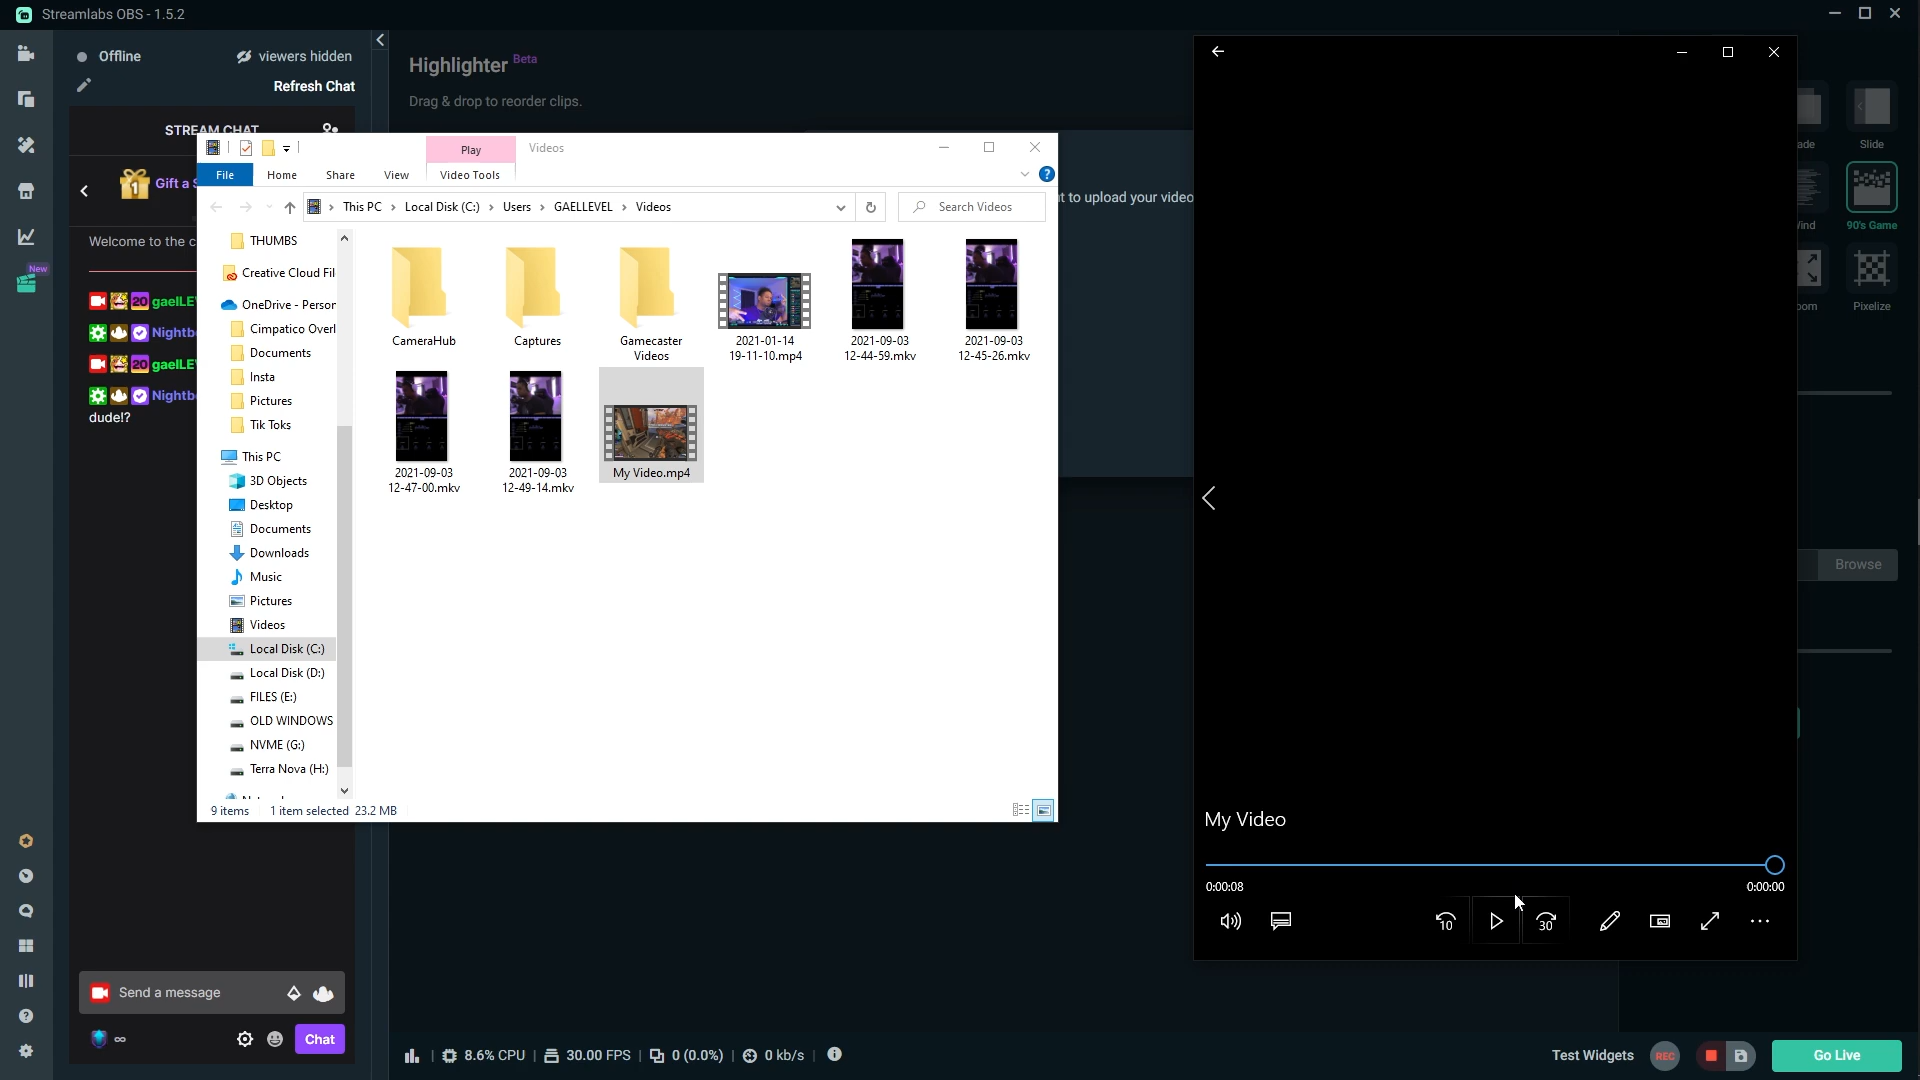 Streamlabs OBS - 1.5.2
Offline
viewers hidden
Refresh Chat
STREAM CHAT
1
Gift a S
Welcome to the c
New
20 gaelLE
Nightb
20 gaelLE
Nightb
dude!?
Send a message
∞
Chat
Highlighter Beta
Drag & drop to reorder clips.
t to upload your video
Play
Videos
File
Home
Share
View
Video Tools
This PC
Local Disk (C:)
Users
GAELLEVEL
Videos
Search Videos
THUMBS
Creative Cloud Fil
OneDrive - Person
Cimpatico Overl
Documents
Insta
Pictures
Tik Toks
This PC
3D Objects
Desktop
Documents
Downloads
Music
Pictures
Videos
Local Disk (C:)
Local Disk (D:)
FILES (E:)
OLD WINDOWS
NVME (G:)
Terra Nova (H:)
CameraHub
Captures
Gamecaster
Videos
2021-01-14
19-11-10.mp4
2021-09-03
12-44-59.mkv
2021-09-03
12-45-26.mkv
2021-09-03
12-47-00.mkv
2021-09-03
12-49-14.mkv
My Video.mp4
9 items
1 item selected 23.2 MB
My Video
0:00:08
0:00:00
10
30
ade
Slide
Vind
90's Game
oom
Pixelize
Browse
8.6% CPU
30.00 FPS
0 (0.0%)
0 kb/s
Test Widgets
REC
Go Live